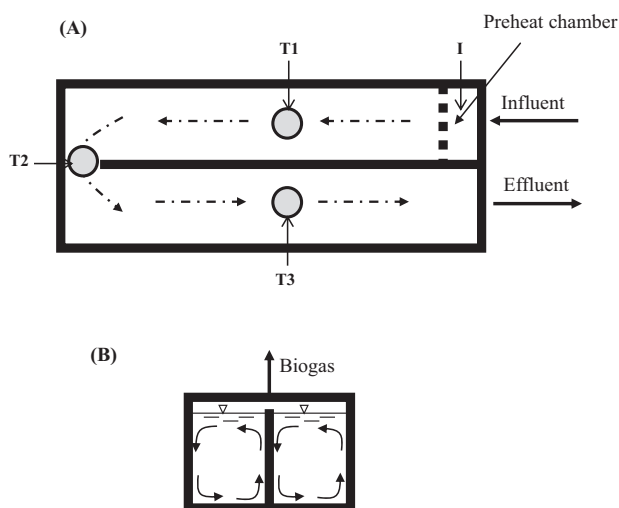 (A)
Preheat chamber
T1
I
Influent
T2
Effluent
T3
(B)
Biogas